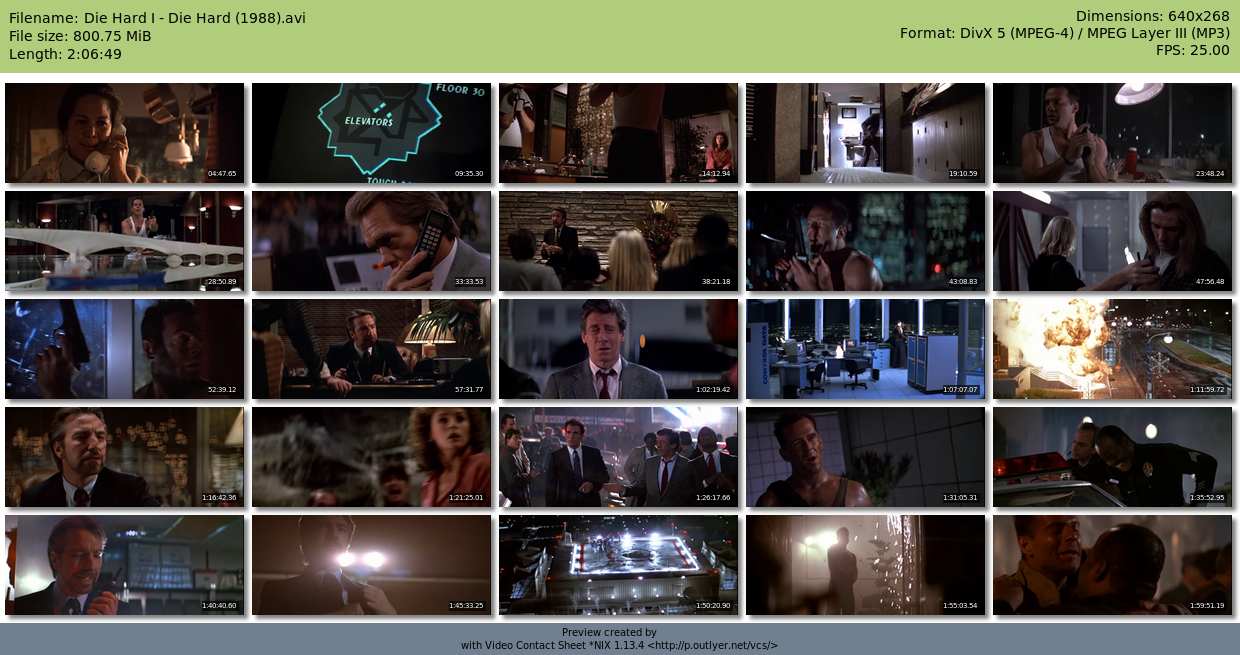 Filename: Die Hard I - Die Hard (1988).avi
File size: 800.75 MiB
Length: 2:06:49
Dimensions: 640x268
Format: DivX 5 (MPEG-4) / MPEG Layer III (MP3)
FPS: 25.00
04:47.65
FLOOR 30
ELEVATORS
TOUCH
09:35.30
14:12.94
19:10.59
23:48.24
28:50.89
33:33.53
38:21.18
43:08.83
47:56.48
52:39.12
57:31.77
1:02:19.42
CONTROL DATA
1:07:07.07
1:11:59.72
1:16:42.36
1:21:25.01
1:26:17.66
1:31:05.31
1:35:52.95
1:40:40.60
1:45:33.25
1:50:20.90
1:55:03.54
1:59:51.19
Preview created by
with Video Contact Sheet *NIX 1.13.4 <http://p.outlyer.net/vcs/>